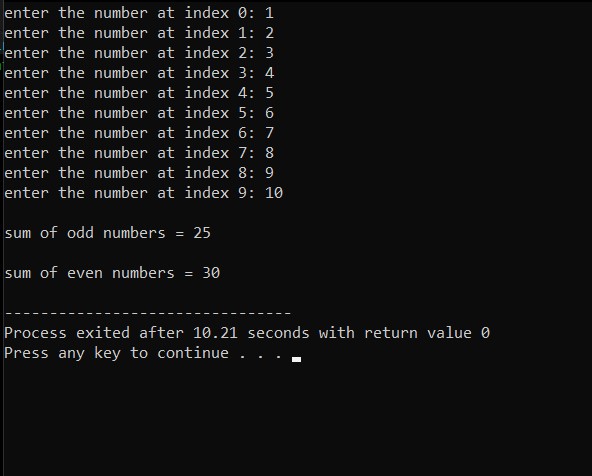 enter the number at index 0: 1
enter the number at index 1: 2
enter the number at index 2: 3
enter the number at index 3: 4
enter the number at index 4: 5
enter the number at index 5: 6
enter the number at index 6: 7
enter the number at index 7: 8
enter the number at index 8: 9
enter the number at index 9: 10
sum of odd numbers = 25
sum of even numbers = 30
--------------------------------
Process exited after 10.21 seconds with return value 0
Press any key to continue . . .